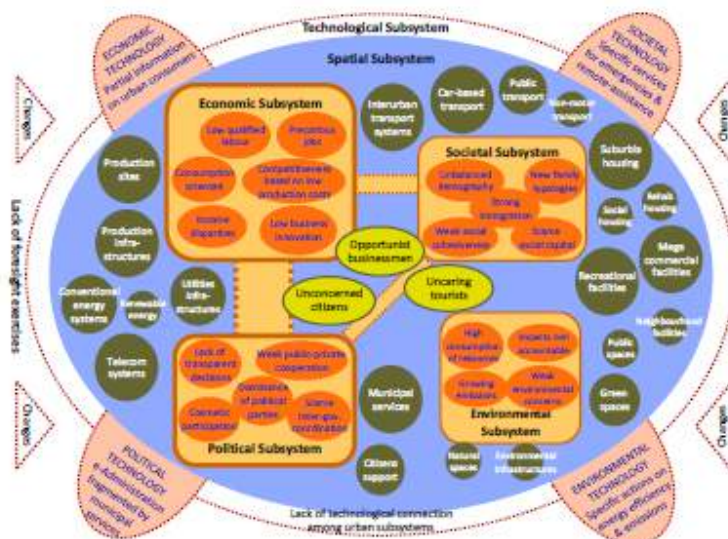 Technological Subsystem
Spatial Subsystem
ECONOMIC
TECHNOLOGY
Partial information
on urban consumers
SOCIETAL
TECHNOLOGY
Specific services
for emergencies &
remote-assistance
Changes
Changes
Lack of foresight exercises
Economic Subsystem
Low qualified
labour
Precarious
jobs
Consumption
Competitiveness
based on low
production costs
Income
disparities
Low business
innovation
Interurban
transport
systems
Car-based
transport
Public
transport
Non-motor
transport
Societal Subsystem
Unbalanced
demography
New family
typologies
Strong
immigration
Weak social
cohesiveness
Scarce
social capital
Suburbia
housing
Social
housing
Rehab
housing
Mega
commercial
facilities
Recreational
facilities
Neighbourhood
facilities
Public
spaces
Green
spaces
Production
sites
Production
infra-
structures
Conventional
energy
systems
Renewable
energy
Utilities
infra-
structures
Telecom
systems
Opportunist
businessmen
Unconcerned
citizens
Uncaring
tourists
Lack of
transparent
decisions
Weak public-private
cooperation
Dominance
of political
parties
Cosmetic
participation
Scarce
inter-gov.
coordination
Political Subsystem
High
consumption
of resources
Impacts non
accountable
Growing
emissions
Weak
environmental
concerns
Environmental
Subsystem
Municipal
services
Citizens
support
Natural
spaces
Environmental
infrastructures
Changes
Changes
POLITICAL
TECHNOLOGY
e-Administration
fragmented by
municipal
services
ENVIRONMENTAL
TECHNOLOGY
Specific actions on
energy efficiency
& emissions
Lack of technological connection
among urban subsystems